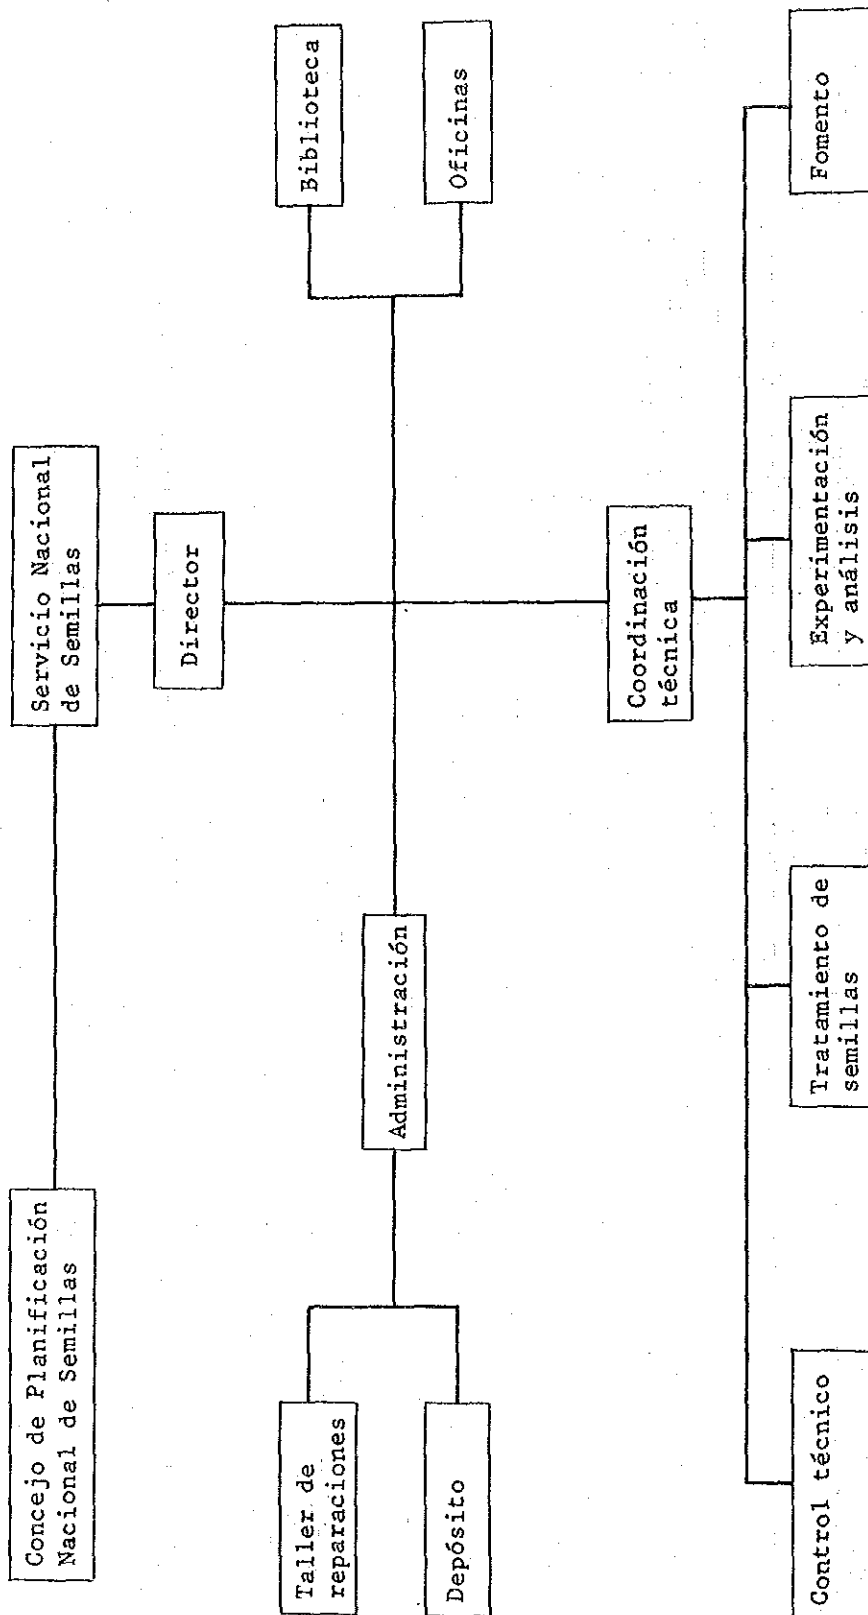 Concejo de Planificación
Nacional de Semillas
Servicio Nacional
de Semillas
Director
Taller de
reparaciones
Biblioteca
Administración
Depósito
Oficinas
Coordinación
técnica
Control técnico
Tratamiento de
semillas
Experimentación
y análisis
Fomento